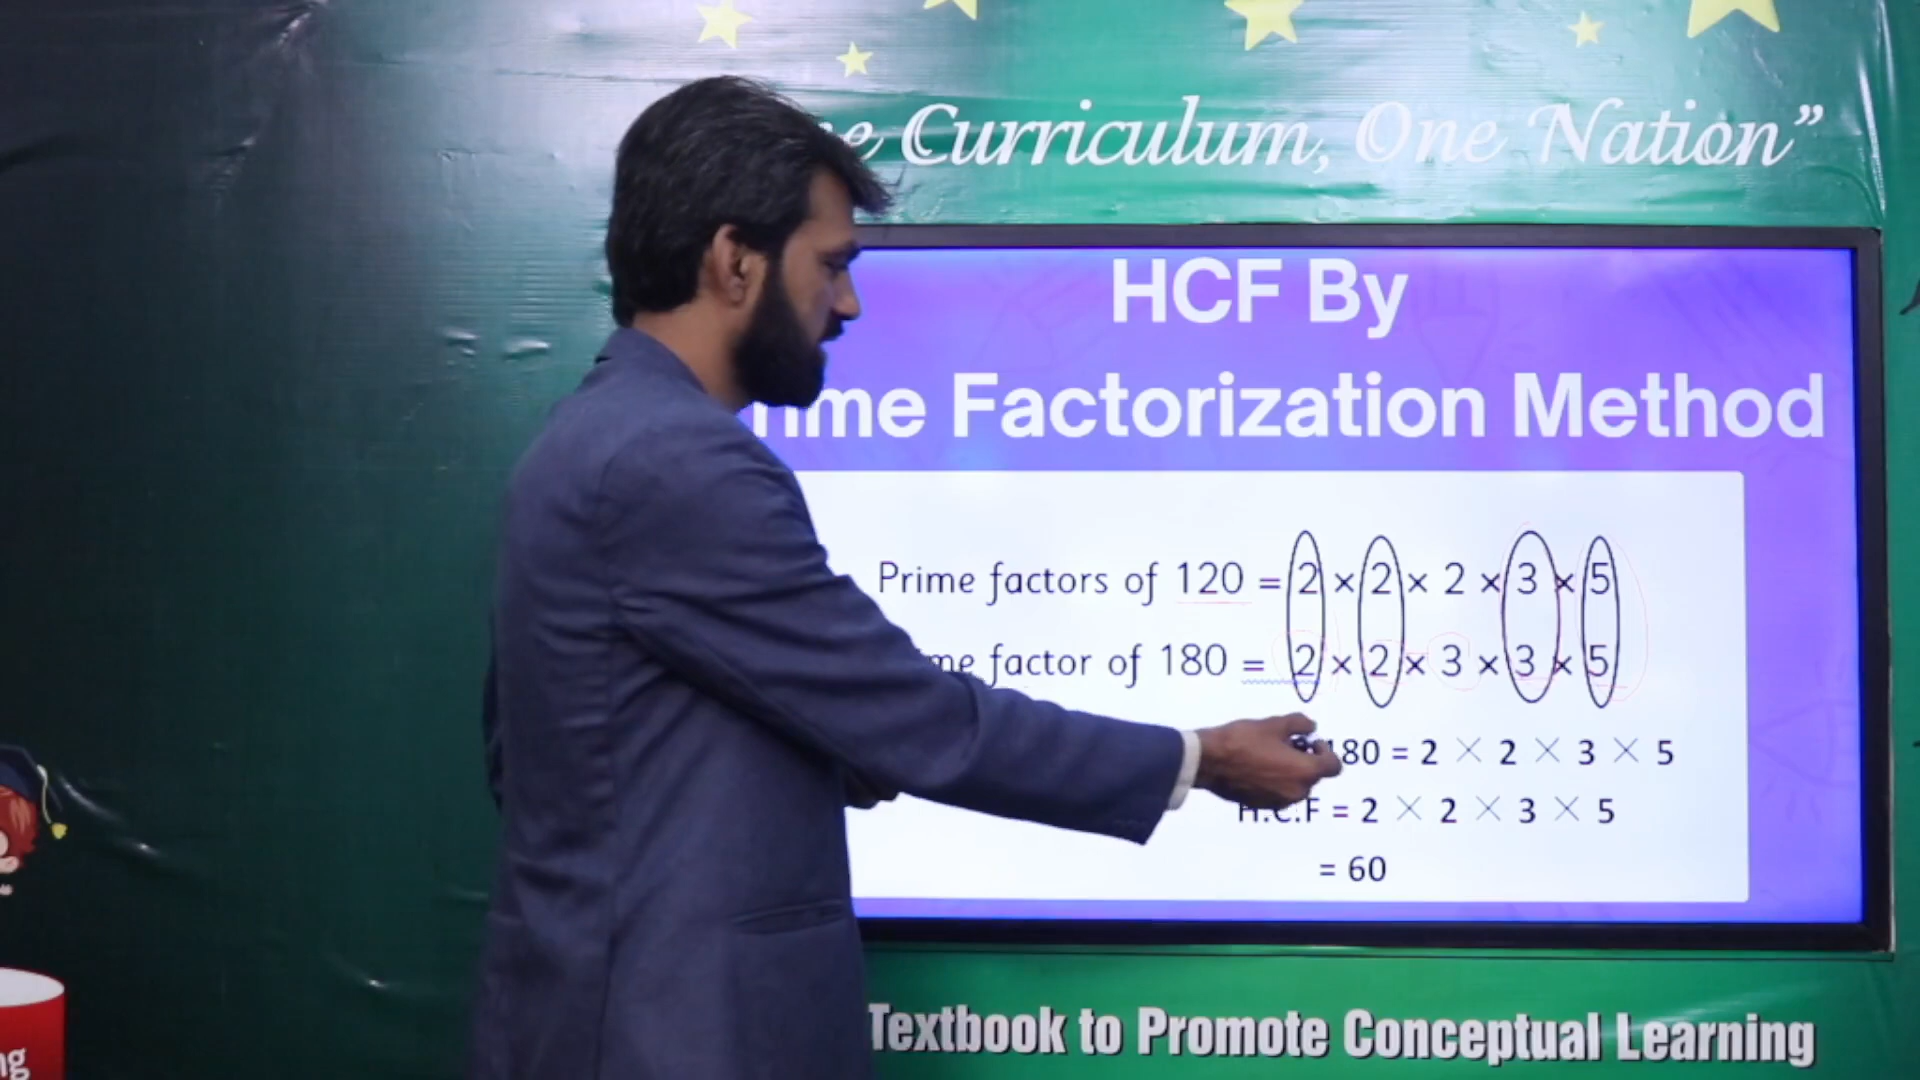 Curriculum, One Nation”
HCF By
Factorization Method
Prime factors of 120 = 2 × 2 × 2 × 3 × 5
factor of 180 = 2 × 2 × 3 × 3 × 5
180 = 2 × 2 × 3 × 5
H.C.F = 2 × 2 × 3 × 5
= 60
Textbook to Promote Conceptual Learning